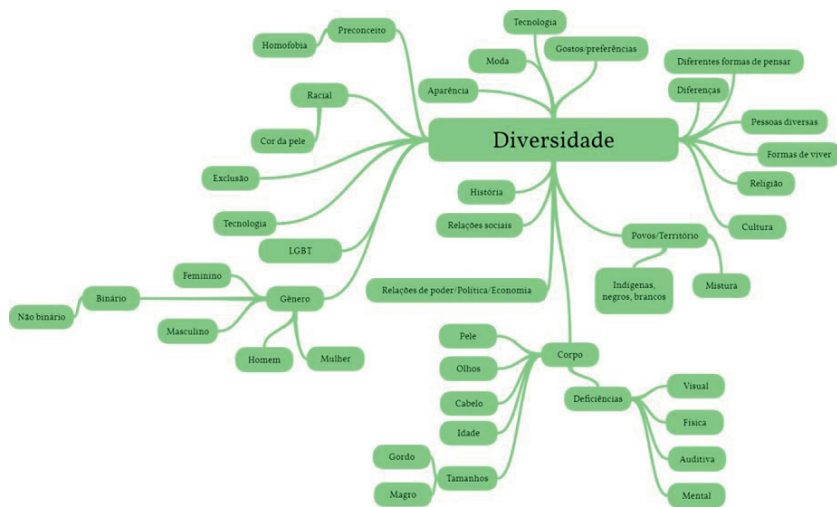 Tecnologia
Preconceito
Homofobia
Gostos/preferências
Moda
Diferentes formas de pensar
Aparência
Diferenças
Racial
Pessoas diversas
Diversidade
Cor da pele
Formas de viver
Exclusão
Religião
História
Tecnologia
Relações sociais
Cultura
Povos/Território
LGBT
Feminino
Indígenas,
negros, brancos
Mistura
Relações de poder/Política/Economia
Binário
Gênero
Não binário
Masculino
Pele
Homem
Mulher
Corpo
Olhos
Visual
Cabelo
Deficiências
Física
Idade
Gordo
Auditiva
Tamanhos
Magro
Mental